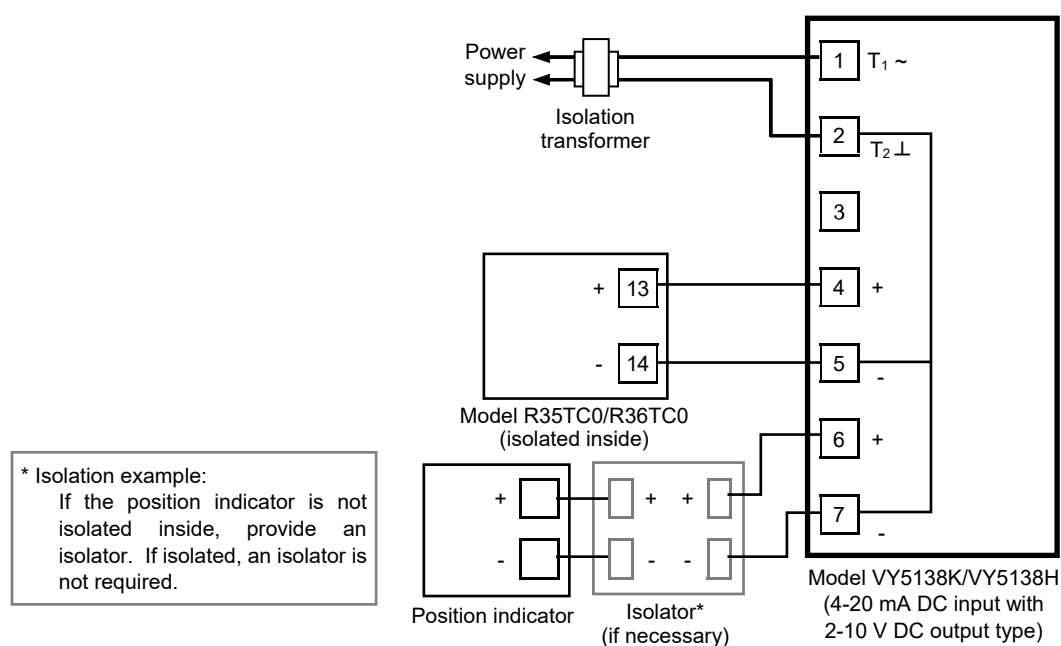 Power
supply
Isolation
transformer
1 T₁ ~
2 T₂ ⊥
3
+ 13
4 +
- 14
5 -
Model R35TC0/R36TC0
(isolated inside)
6 +
7 -
+ + +
- - -
Position indicator
Isolator*
(if necessary)
Model VY5138K/VY5138H
(4-20 mA DC input with
2-10 V DC output type)
* Isolation example:
If the position indicator is not
isolated inside, provide an
isolator. If isolated, an isolator is
not required.